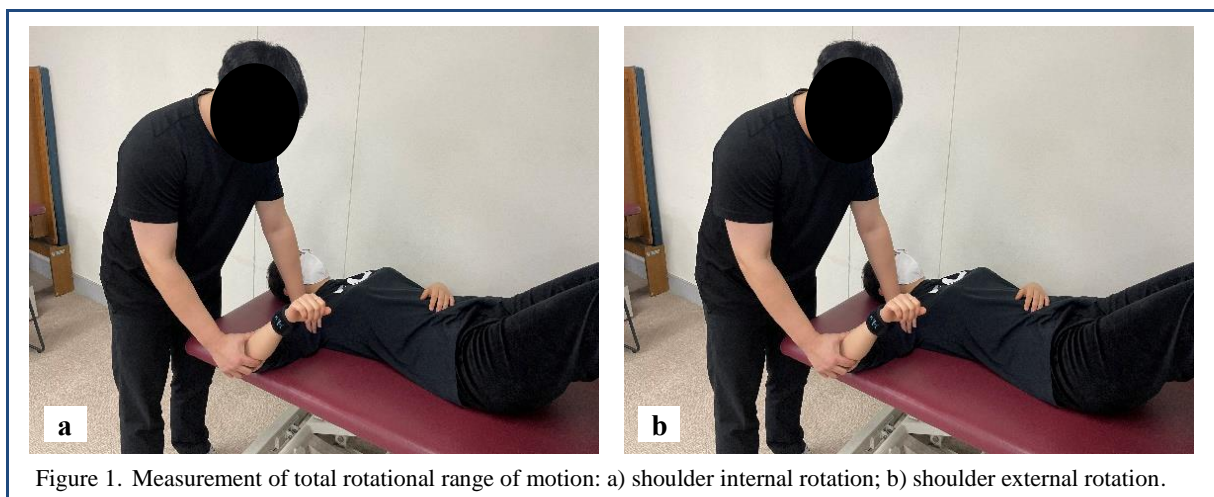 a
b
Figure 1. Measurement of total rotational range of motion: a) shoulder internal rotation; b) shoulder external rotation.